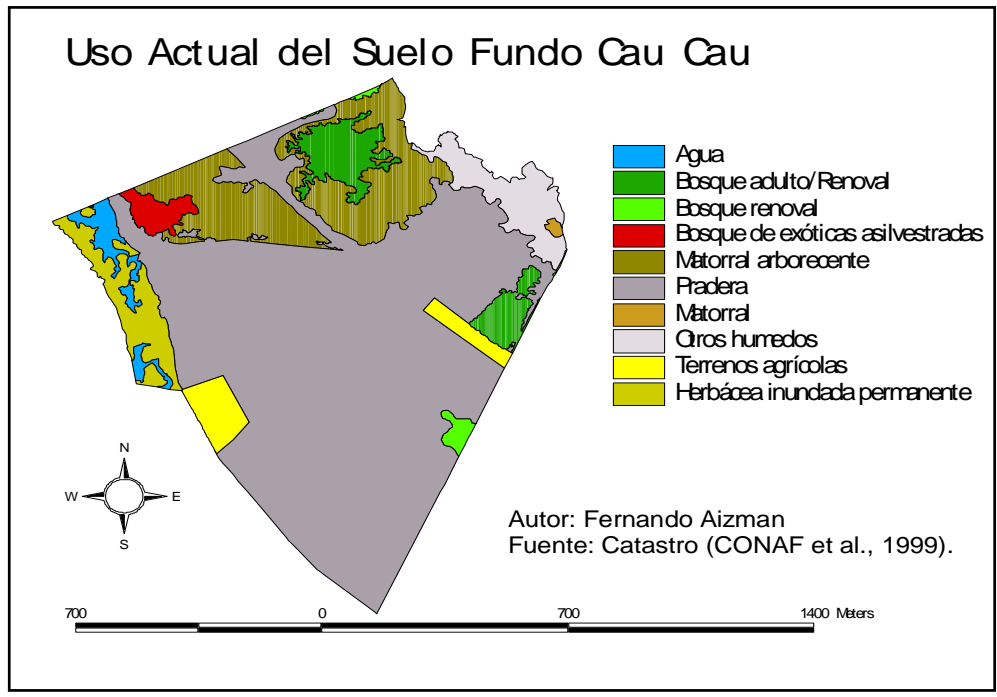 Uso Actual del Suelo Fundo Cau Cau
Agua
Bosque adulto/Renoval
Bosque renoval
Bosque de exóticas asilvestradas
Matorral arborecente
Pradera
Matorral
Otros humedos
Terrenos agrícolas
Herbácea inundada permanente
N
W E
S
Autor: Fernando Aizman
Fuente: Catastro (CONAF et al., 1999).
700 0 700 1400 Meters